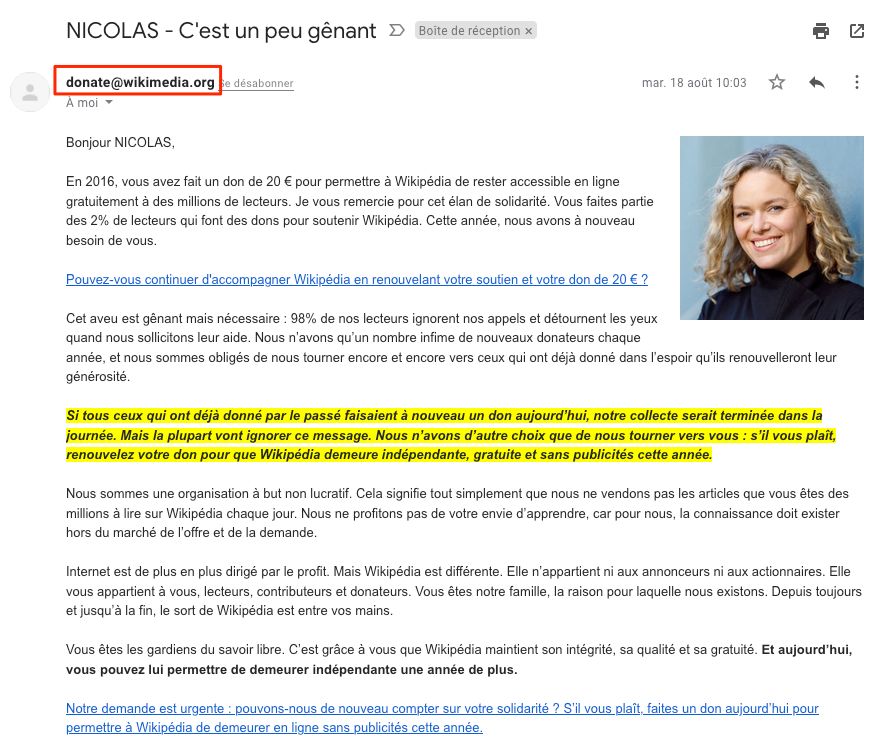 NICOLAS - C'est un peu gênant
Boîte de réception ×
donate@wikimedia.org Se désabonner
mar. 18 août 10:03
À moi
Bonjour NICOLAS,
En 2016, vous avez fait un don de 20 € pour permettre à Wikipédia de rester accessible en ligne
gratuitement à des millions de lecteurs. Je vous remercie pour cet élan de solidarité. Vous faites partie
des 2% de lecteurs qui font des dons pour soutenir Wikipédia. Cette année, nous avons à nouveau
besoin de vous.
Pouvez-vous continuer d'accompagner Wikipédia en renouvelant votre soutien et votre don de 20 € ?
Cet aveu est gênant mais nécessaire : 98% de nos lecteurs ignorent nos appels et détournent les yeux
quand nous sollicitons leur aide. Nous n’avons qu’un nombre infime de nouveaux donateurs chaque
année, et nous sommes obligés de nous tourner encore et encore vers ceux qui ont déjà donné dans l’espoir qu’ils renouvelleront leur
générosité.
Si tous ceux qui ont déjà donné par le passé faisaient à nouveau un don aujourd’hui, notre collecte serait terminée dans la
journée. Mais la plupart vont ignorer ce message. Nous n’avons d’autre choix que de nous tourner vers vous : s’il vous plaît,
renouvelez votre don pour que Wikipédia demeure indépendante, gratuite et sans publicités cette année.
Nous sommes une organisation à but non lucratif. Cela signifie tout simplement que nous ne vendons pas les articles que vous êtes des
millions à lire sur Wikipédia chaque jour. Nous ne profitons pas de votre envie d’apprendre, car pour nous, la connaissance doit exister
hors du marché de l’offre et de la demande.
Internet est de plus en plus dirigé par le profit. Mais Wikipédia est différente. Elle n’appartient ni aux annonceurs ni aux actionnaires. Elle
vous appartient à vous, lecteurs, contributeurs et donateurs. Vous êtes notre famille, la raison pour laquelle nous existons. Depuis toujours
et jusqu’à la fin, le sort de Wikipédia est entre vos mains.
Vous êtes les gardiens du savoir libre. C’est grâce à vous que Wikipédia maintient son intégrité, sa qualité et sa gratuité. Et aujourd’hui,
vous pouvez lui permettre de demeurer indépendante une année de plus.
Notre demande est urgente : pouvons-nous de nouveau compter sur votre solidarité ? S’il vous plaît, faites un don aujourd’hui pour
permettre à Wikipédia de demeurer en ligne sans publicités cette année.